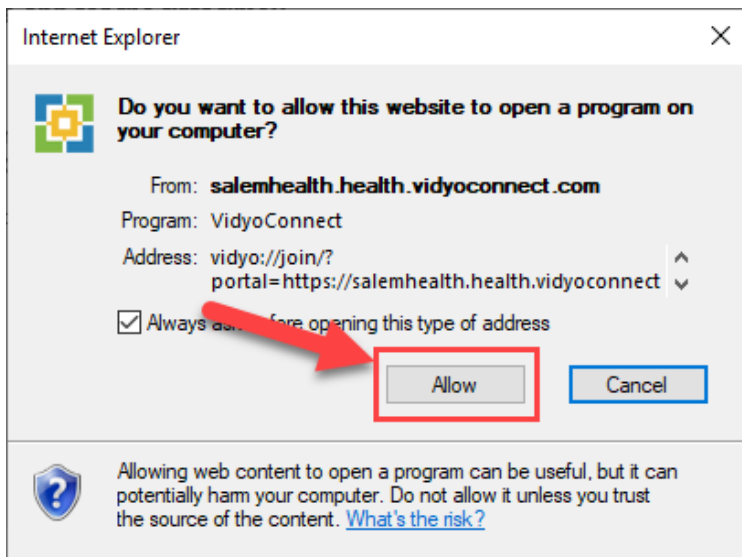 Internet Explorer
Do you want to allow this website to open a program on
your computer?
From: salemhealth.health.vidyoconnect.com
Program: VidyoConnect
Address: vidyo://join/?
portal=https://salemhealth.health.vidyoconnect
Always opening this type of address
Allow
Cancel
Allowing web content to open a program can be useful, but it can
potentially harm your computer. Do not allow it unless you trust
the source of the content. What's the risk?